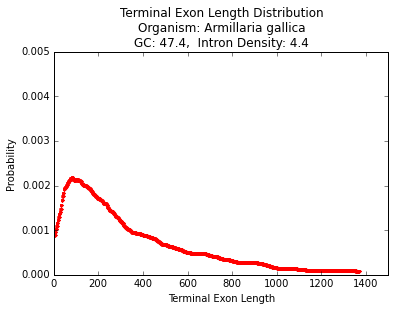 Terminal Exon Length Distribution
Organism: Armillaria gallica
GC: 47.4,  Intron Density: 4.4
0.005
0.004
0.003
0.002
0.001
0.000
Probability
0 200 400 600 800 1000 1200 1400
Terminal Exon Length